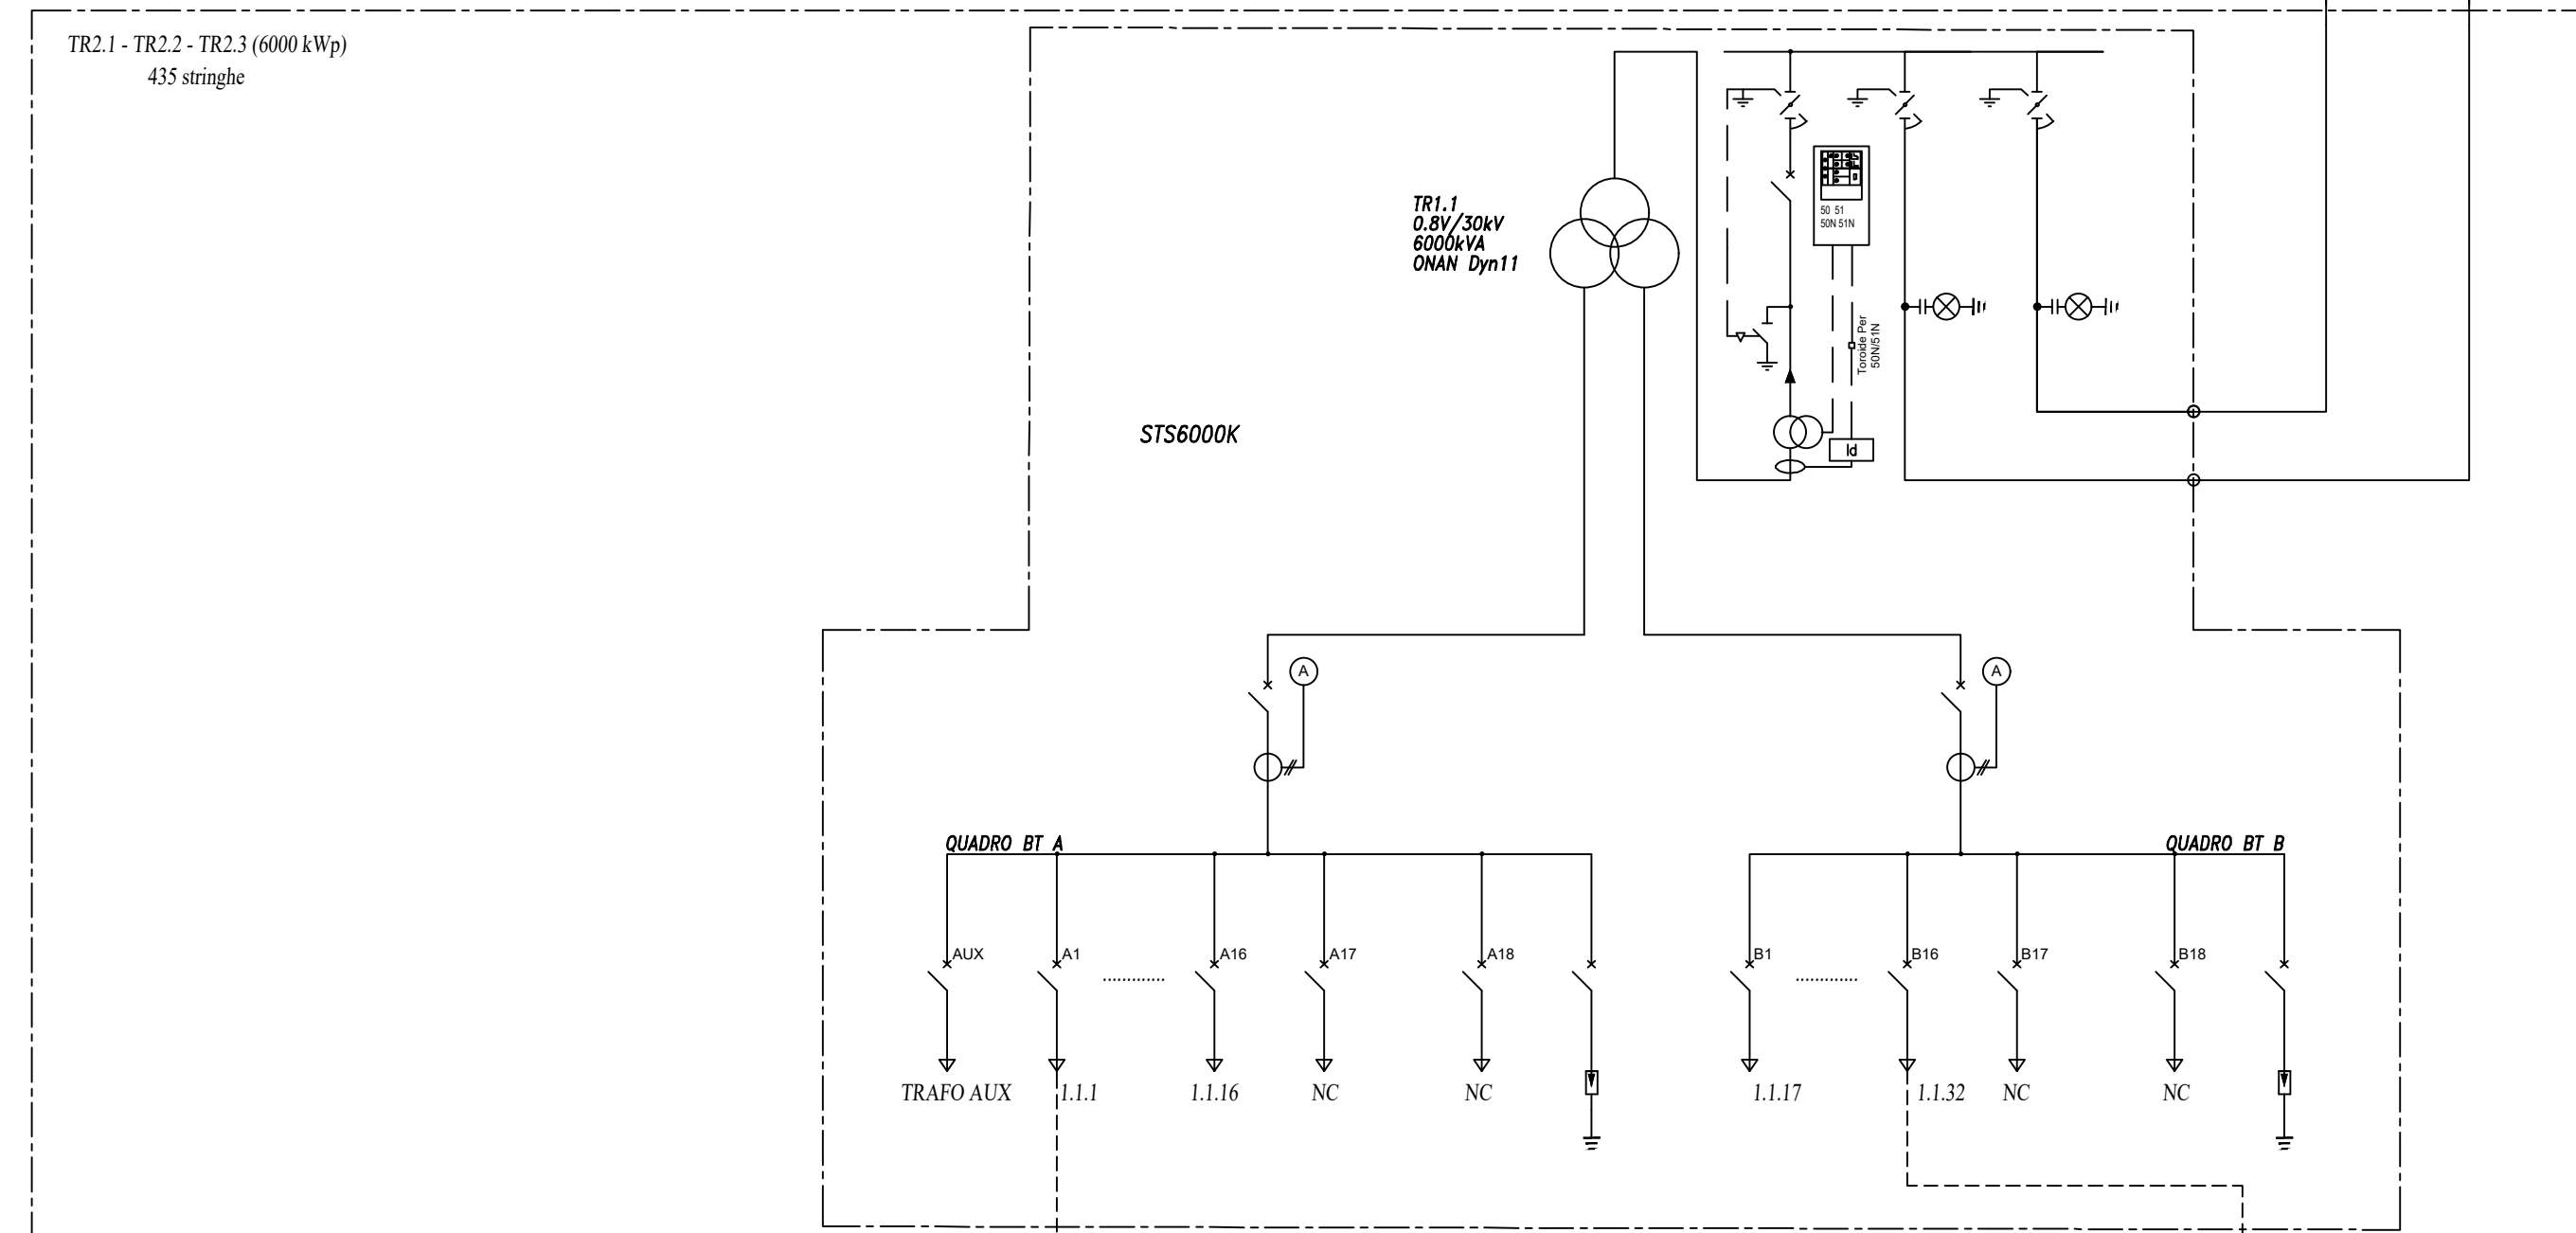 TR2.1 - TR2.2 - TR2.3 (6000 kWp)
435 stringhe
TR1.1
0.8V/30kV
6000kVA
ONAN Dyn11
50 51
50N 51N
Toroide Per
50N/51N
Id
STS6000K
A
A
QUADRO BT A
QUADRO BT B
AUX
A1
.............
A16
A17
A18
B1
.............
B16
B17
B18
TRAFO AUX
1.1.1
1.1.16
NC
NC
1.1.17
1.1.32
NC
NC